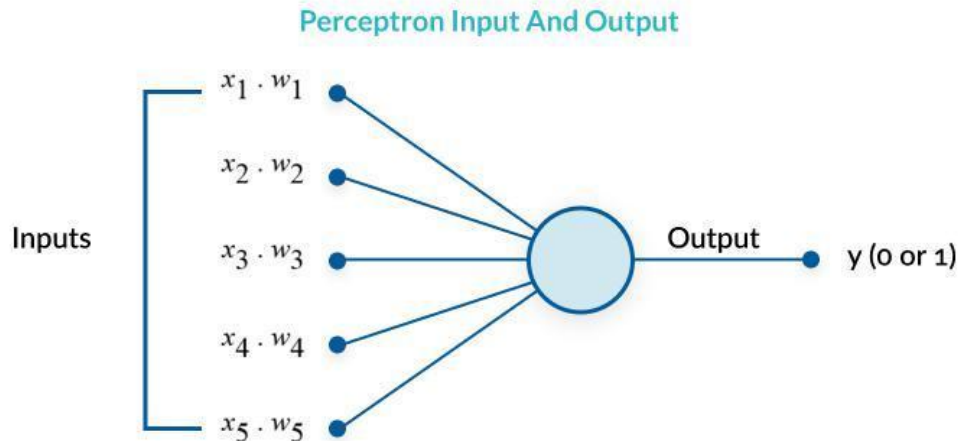 Perceptron Input And Output
x1 . w1
x2 . w2
Inputs
x3 . w3
Output
y (0 or 1)
x4 . w4
x5 . w5